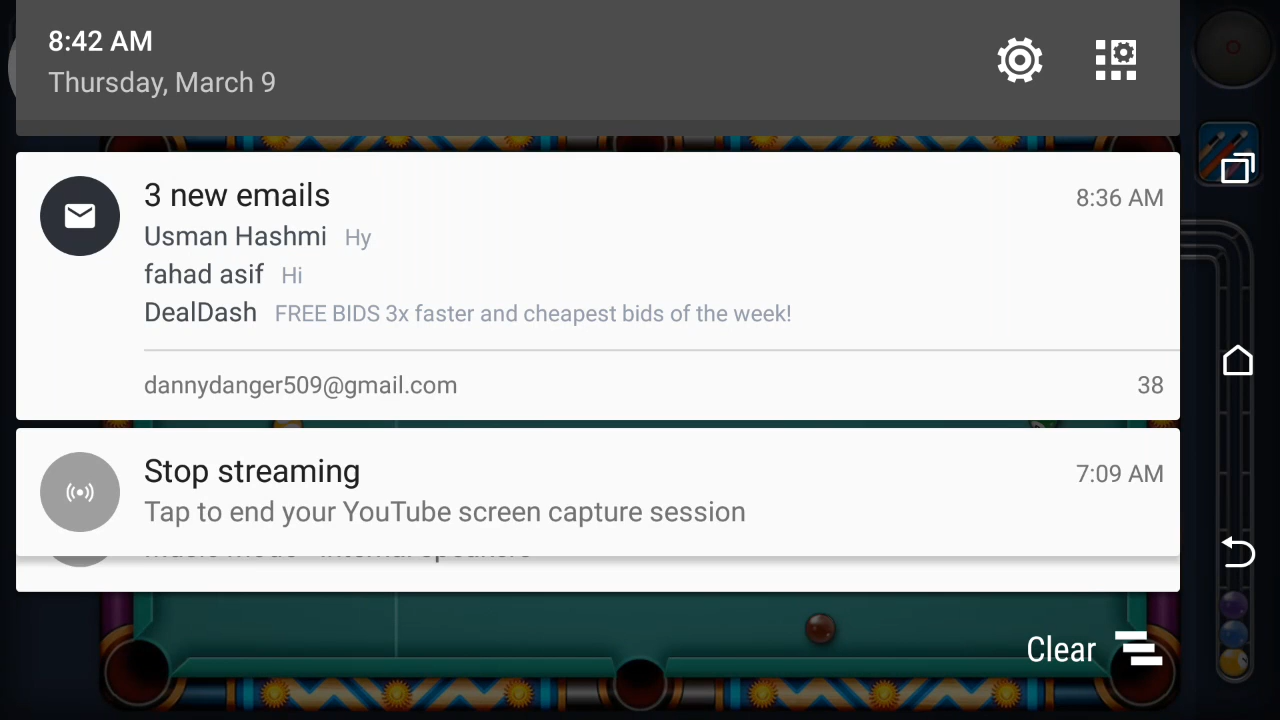 8:42 AM
Thursday, March 9
3 new emails 8:36 AM
Usman Hashmi Hy
fahad asif Hi
DealDash FREE BIDS 3x faster and cheapest bids of the week!
dannydanger509@gmail.com 38
Stop streaming 7:09 AM
Tap to end your YouTube screen capture session
Clear